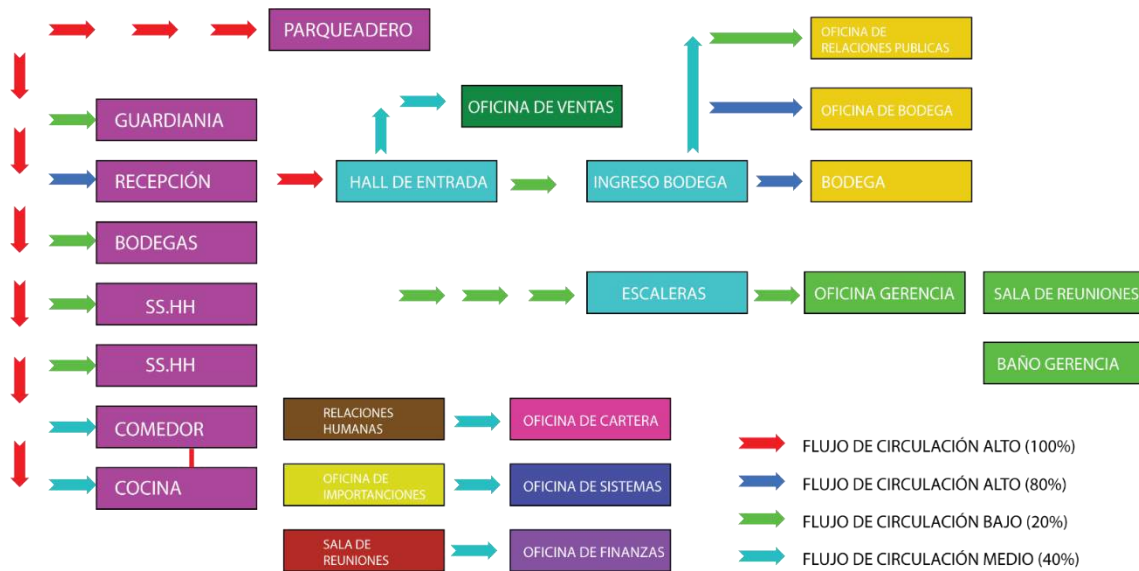 PARQUEADERO
OFICINA DE
RELACIONES PUBLICAS
OFICINA DE VENTAS
OFICINA DE BODEGA
GUARDIANIA
RECEPCIÓN
HALL DE ENTRADA
INGRESO BODEGA
BODEGA
BODEGAS
SS.HH
ESCALERAS
OFICINA GERENCIA
SALA DE REUNIONES
SS.HH
BAÑO GERENCIA
COMEDOR
RELACIONES
HUMANAS
OFICINA DE CARTERA
COCINA
OFICINA DE
IMPORTANCIONES
OFICINA DE SISTEMAS
SALA DE
REUNIONES
OFICINA DE FINANZAS
FLUJO DE CIRCULACIÓN ALTO (100%)
FLUJO DE CIRCULACIÓN ALTO (80%)
FLUJO DE CIRCULACIÓN BAJO (20%)
FLUJO DE CIRCULACIÓN MEDIO (40%)